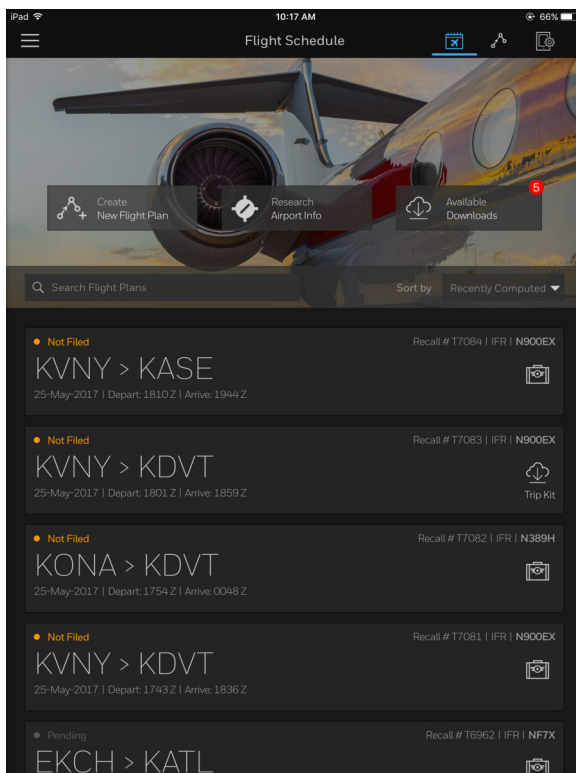 iPad 10:17 AM 66%
Flight Schedule
Create
New Flight Plan
Research
Airport Info
Available
Downloads
5
Search Flight Plans Sort by Recently Computed
Not Filed Recall # T7084 | IFR | N900EX
KVNY > KASE
25-May-2017 | Depart: 1810 Z | Arrive: 1944 Z
Not Filed Recall # T7083 | IFR | N900EX
KVNY > KDVT
25-May-2017 | Depart: 1801 Z | Arrive: 1859 Z
Trip Kit
Not Filed Recall # T7082 | IFR | N389H
KONA > KDVT
25-May-2017 | Depart: 1754 Z | Arrive: 0048 Z
Not Filed Recall # T7081 | IFR | N900EX
KVNY > KDVT
25-May-2017 | Depart: 1743 Z | Arrive: 1836 Z
Pending Recall # T6962 | IFR | NF7X
EKCH > KATL